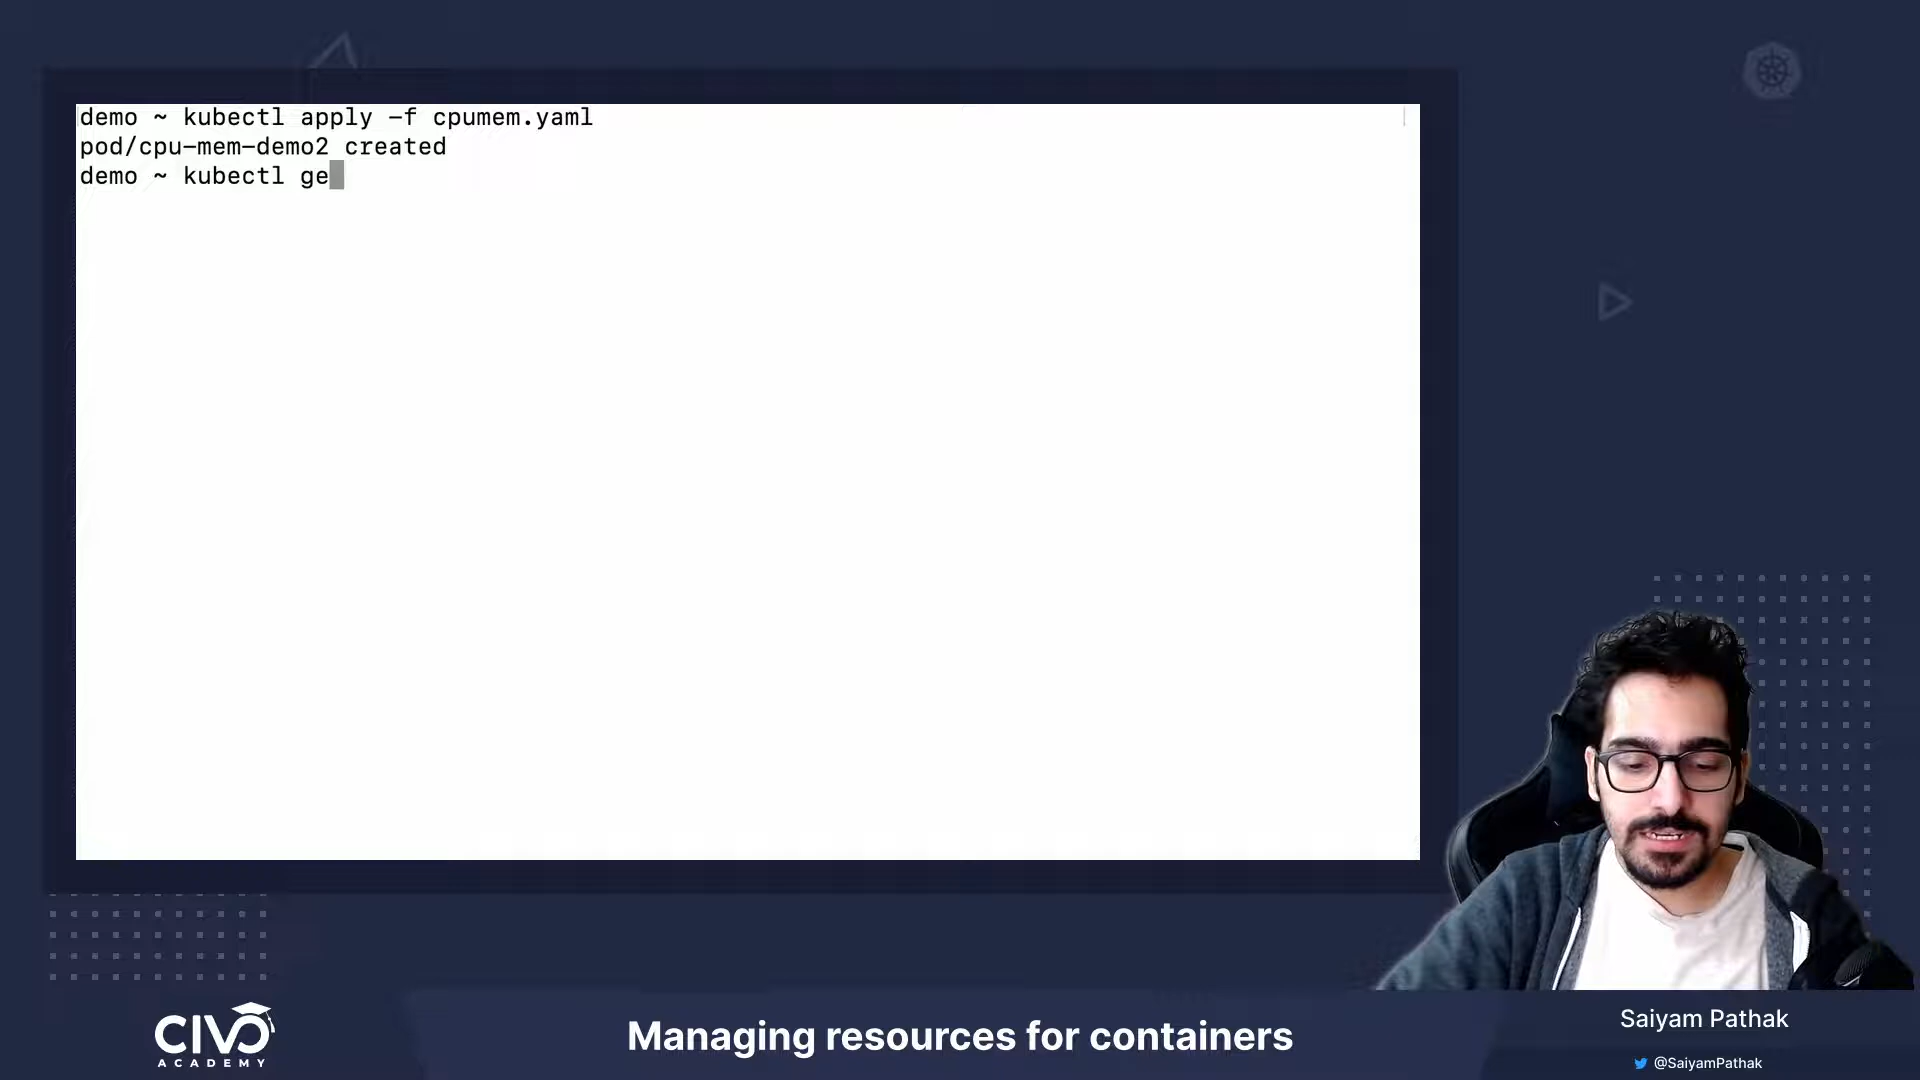 demo ~ kubectl apply -f cpumem.yaml
pod/cpu-mem-demo2 created
demo ~ kubectl ge
CIVO
ACADEMY
Managing resources for containers
Saiyam Pathak
@SaiyamPathak